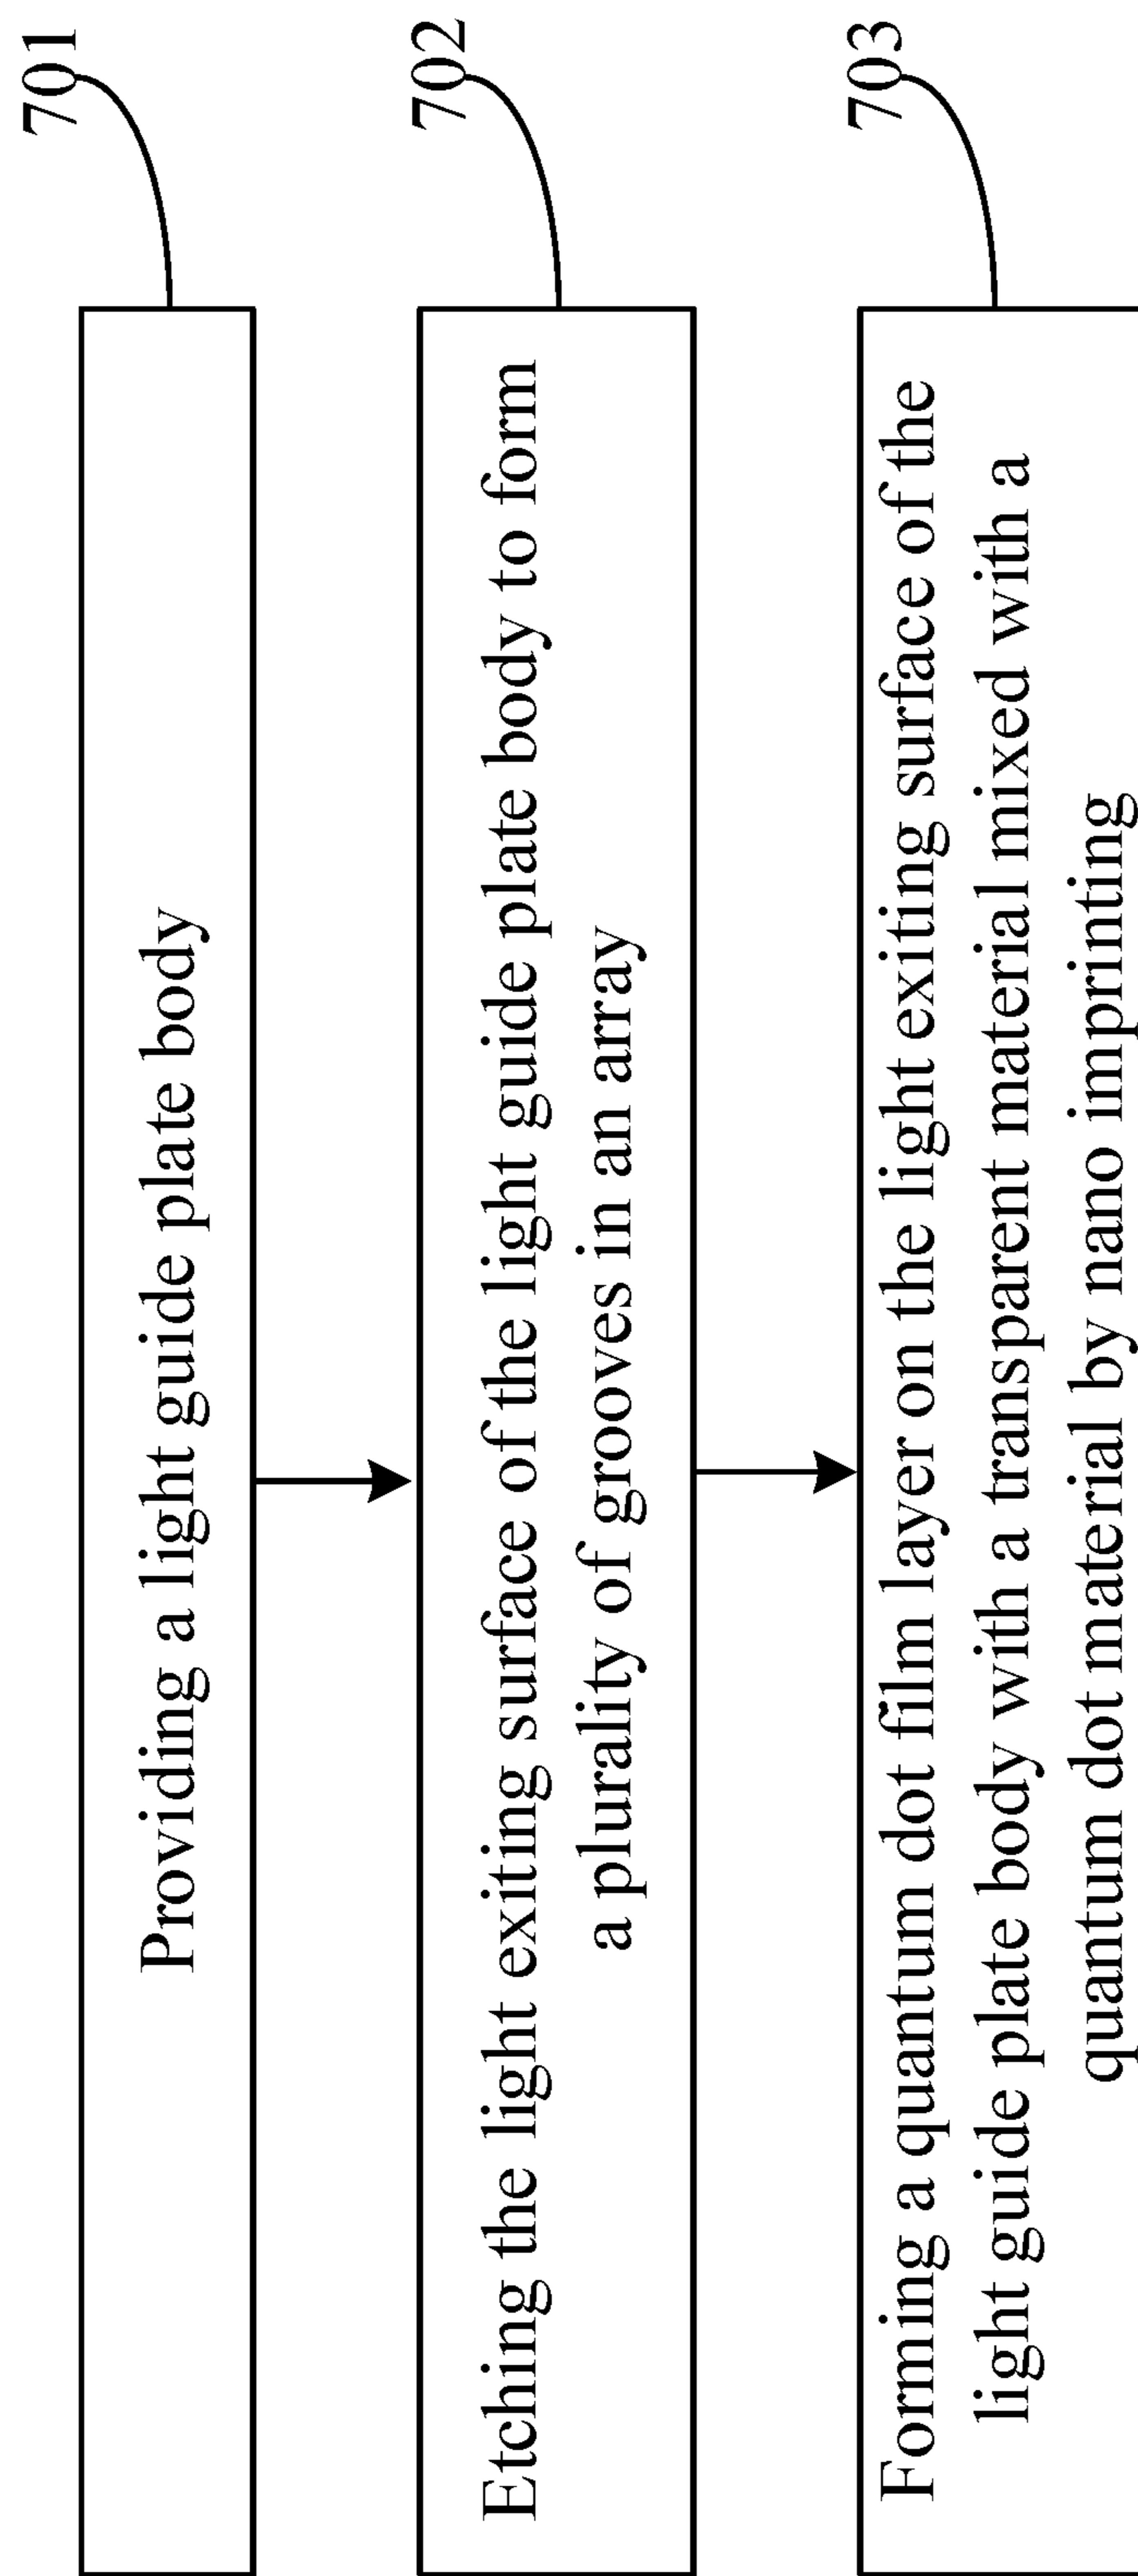 701
Providing a light guide plate body
702
Etching the light exiting surface of the light guide plate body to form
a plurality of grooves in an array
703
Forming a quantum dot film layer on the light exiting surface of the
light guide plate body with a transparent material mixed with a
quantum dot material by nano imprinting